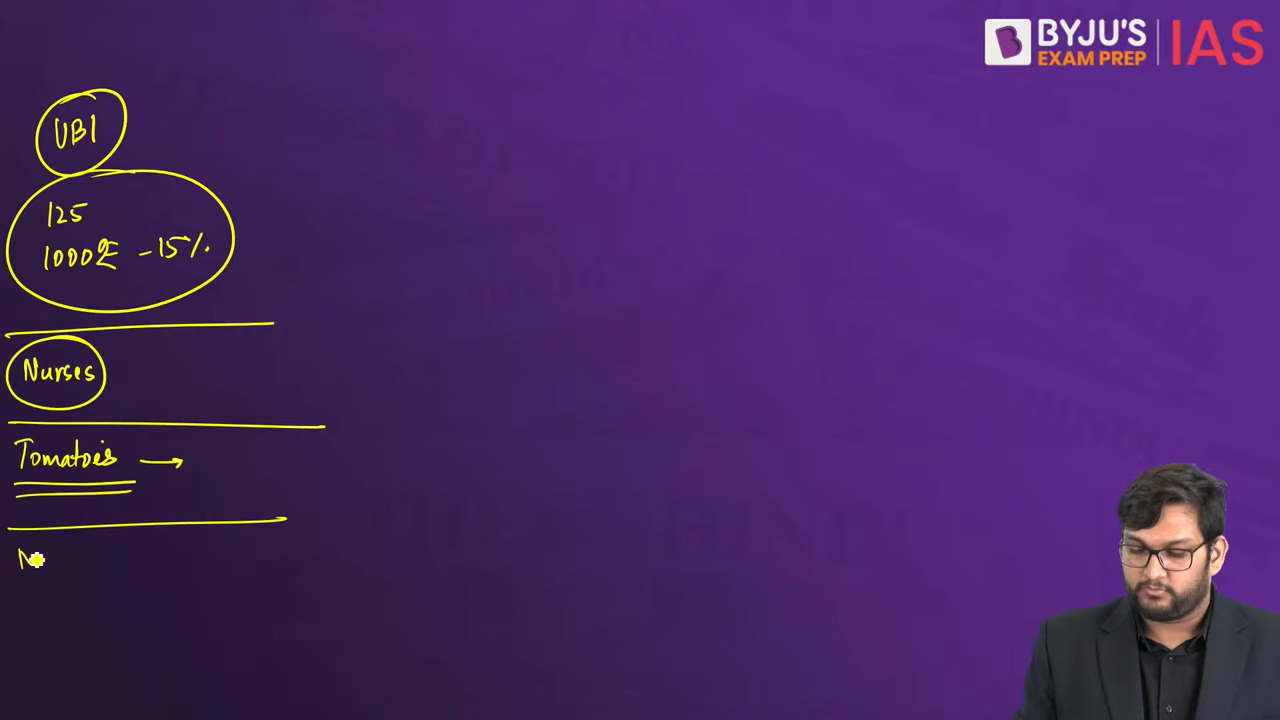 BYJU'S
EXAM PREP
IAS
UBI
125
1000£ - 15%
Nurses
Tomatoes →
N